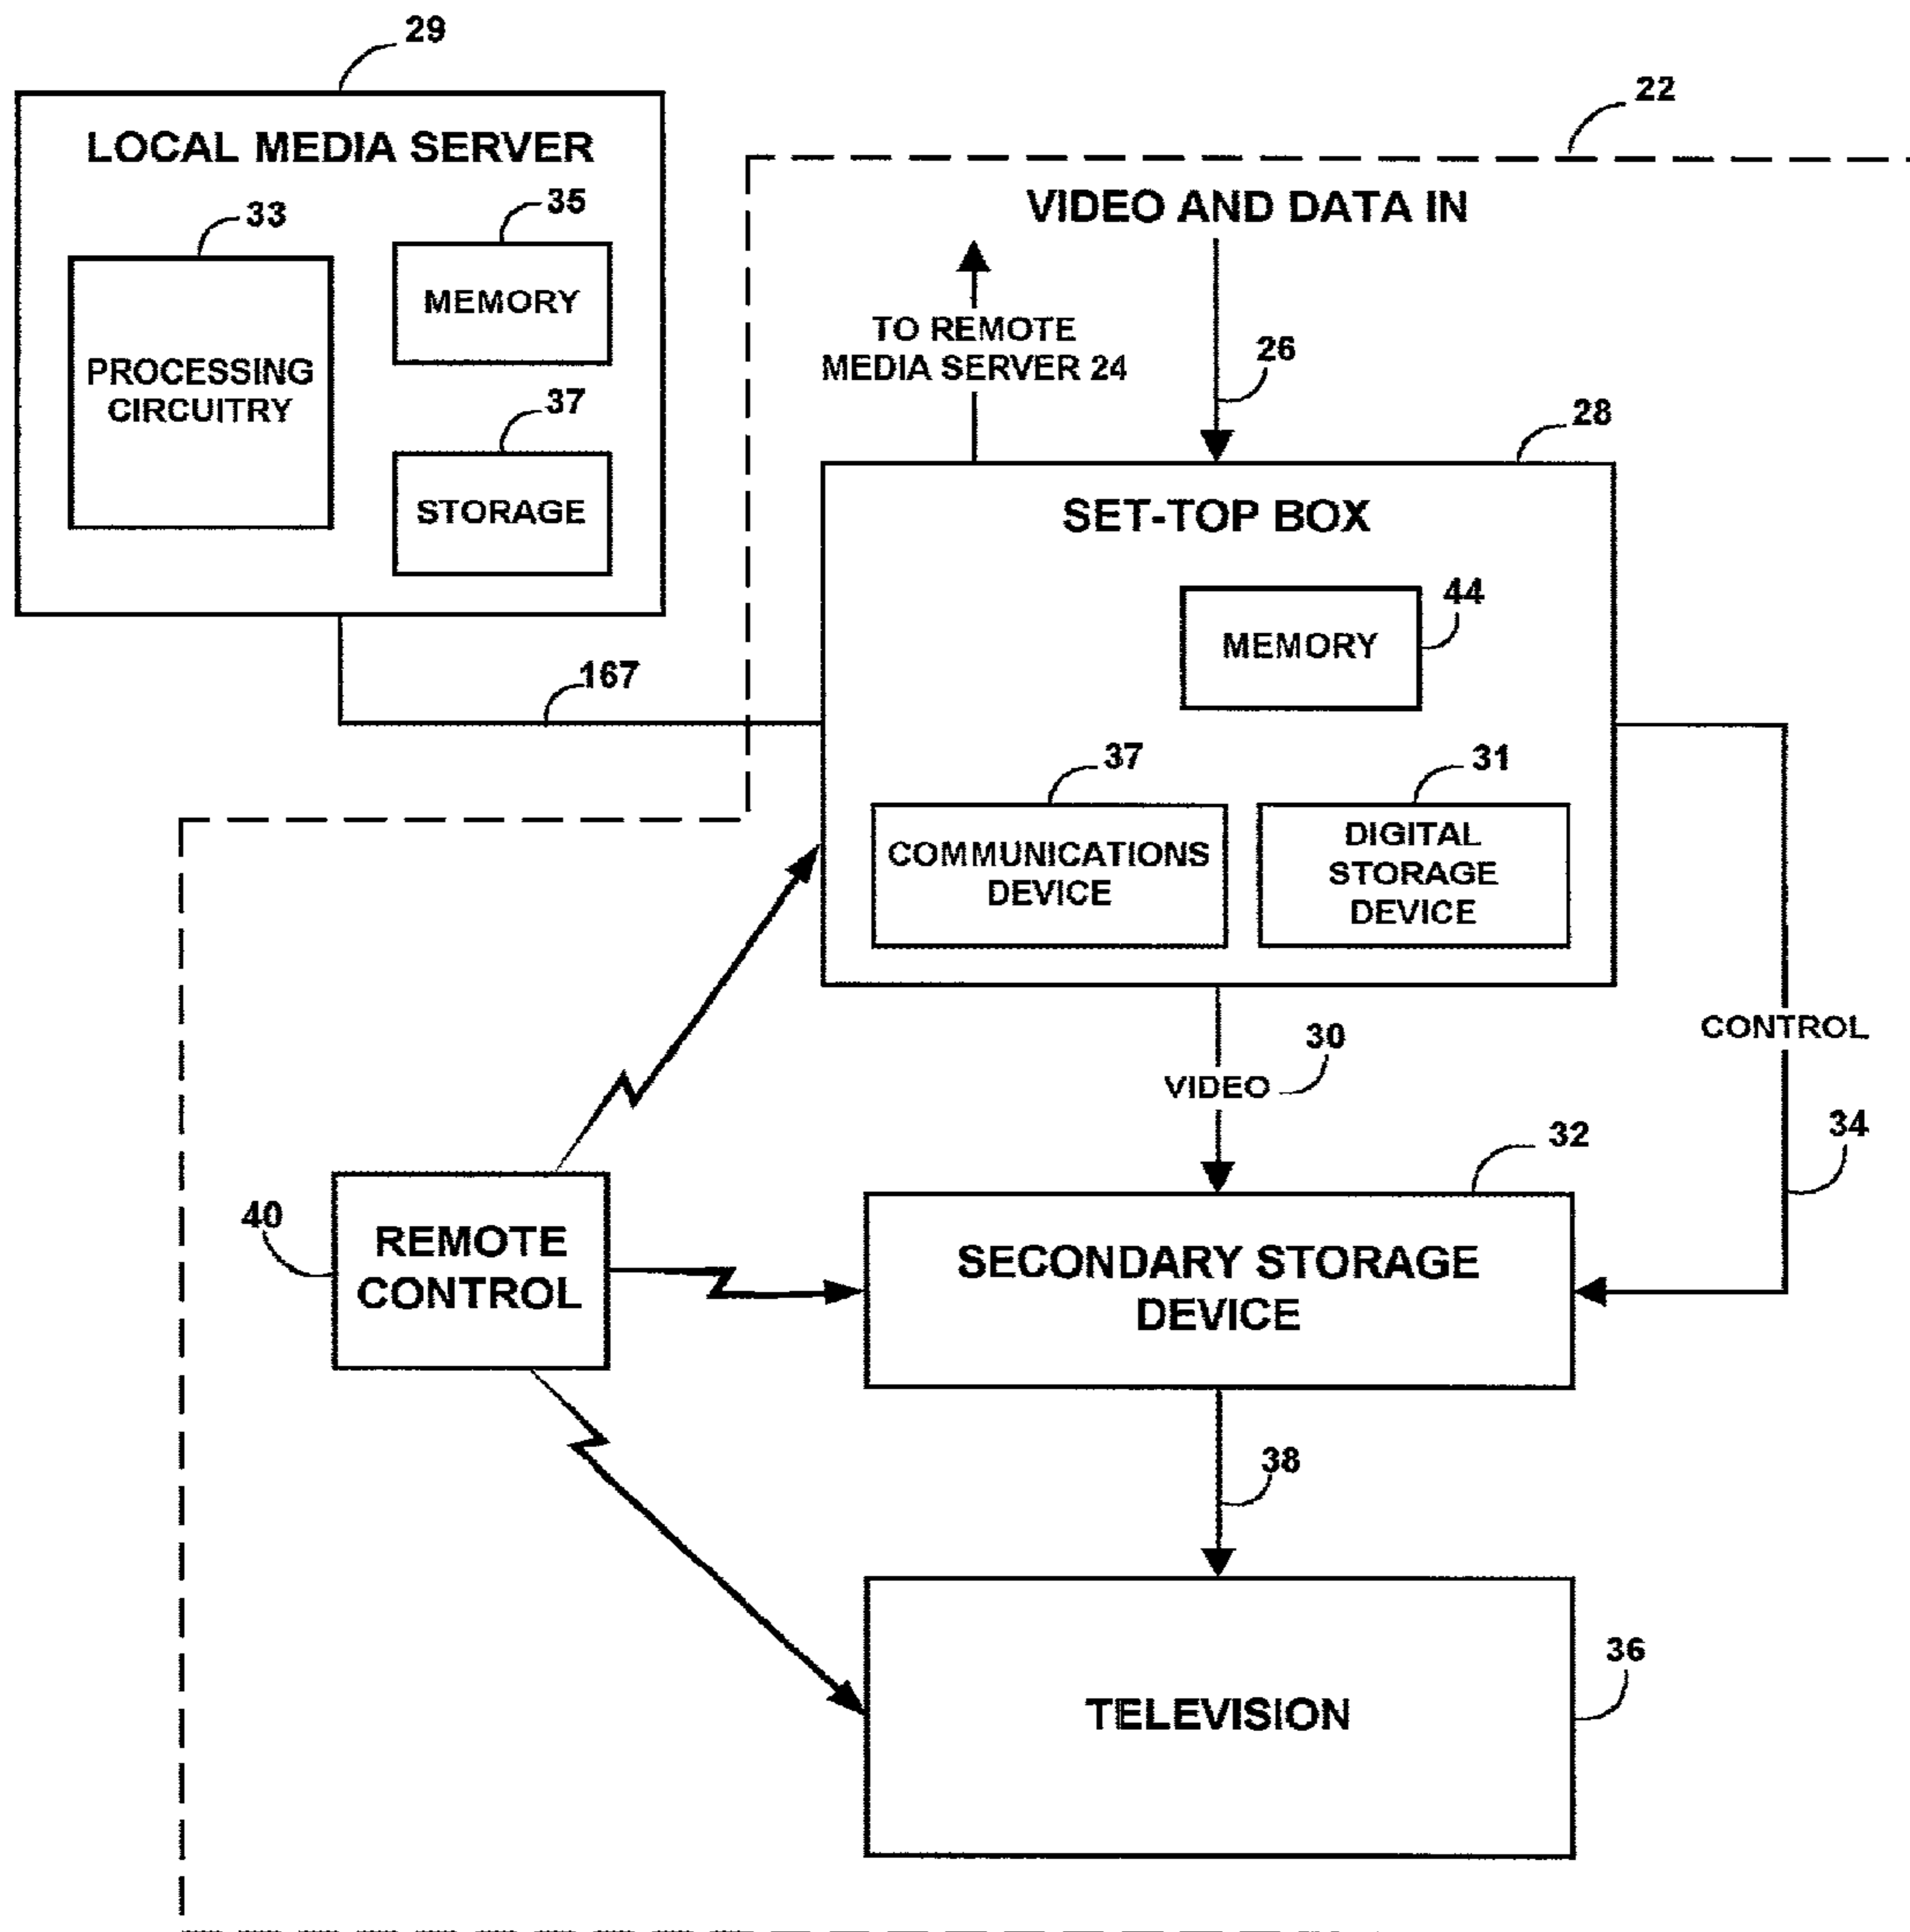 29
22
LOCAL MEDIA SERVER
33
35
PROCESSING
CIRCUITRY
MEMORY
37
STORAGE
167
VIDEO AND DATA IN
TO REMOTE
MEDIA SERVER 24
26
28
SET-TOP BOX
44
MEMORY
37
COMMUNICATIONS
DEVICE
31
DIGITAL
STORAGE
DEVICE
VIDEO
30
CONTROL
34
40
REMOTE
CONTROL
32
SECONDARY STORAGE
DEVICE
38
36
TELEVISION